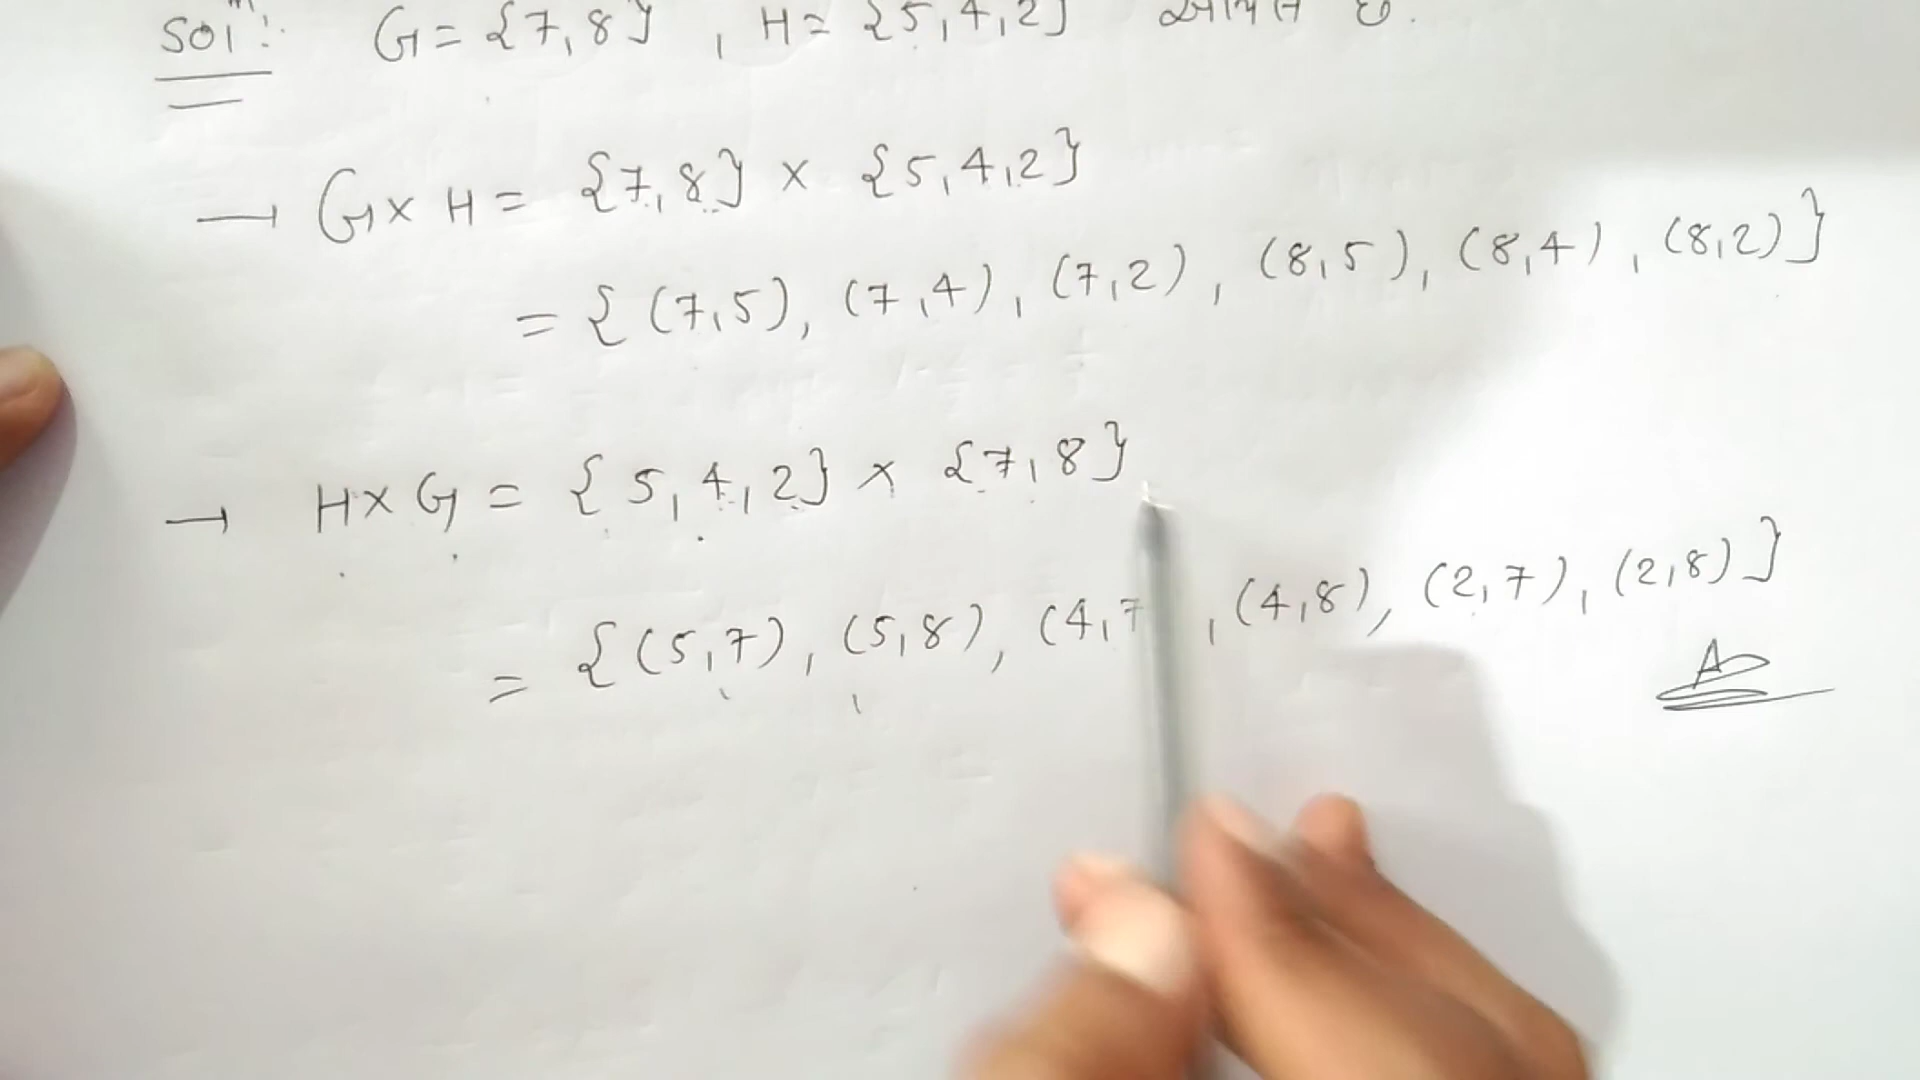 Solⁿ:  G = {7,8} , H = {5,4,2}
→ G × H = {7,8} × {5,4,2}
= { (7,5), (7,4), (7,2), (8,5), (8,4), (8,2)}
→ H × G = { 5,4,2} × {7,8}
= {(5,7), (5,8), (4,7 , (4,8), (2,7), (2,8)}